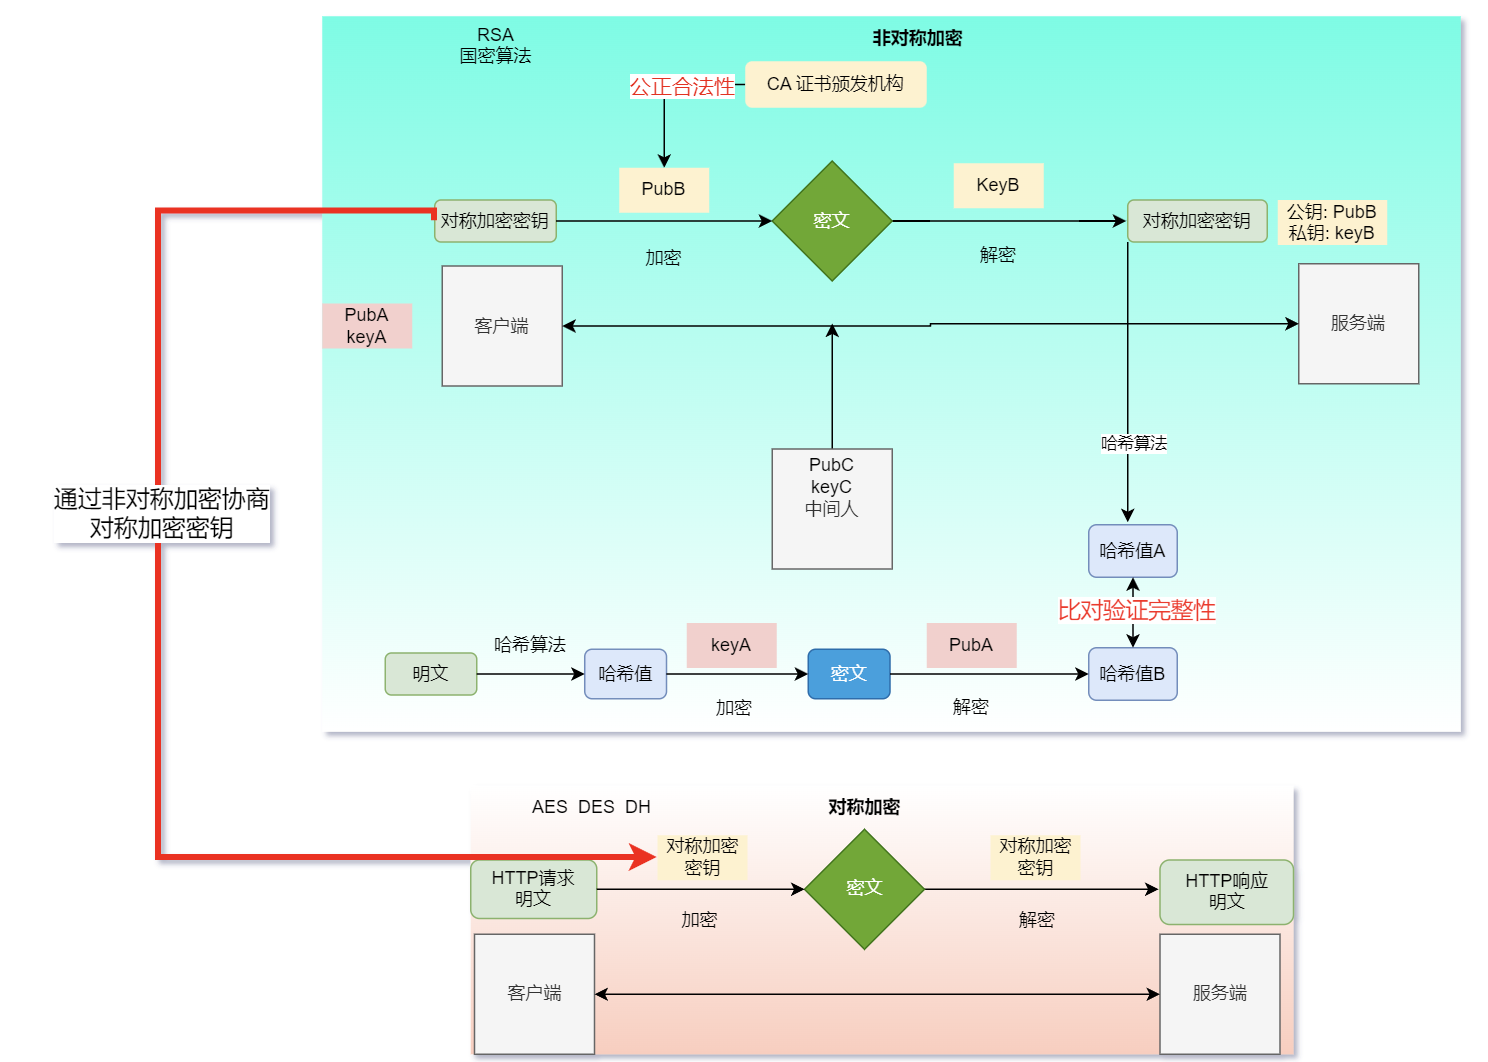 RSA
国密算法
非对称加密
公正合法性
CA 证书颁发机构
PubB
KeyB
对称加密密钥
密文
对称加密密钥
公钥: PubB
私钥: keyB
加密
解密
PubA
keyA
客户端
服务端
哈希算法
PubC
keyC
中间人
通过非对称加密协商
对称加密密钥
哈希值A
比对验证完整性
哈希算法
keyA
PubA
明文
哈希值
密文
哈希值B
加密
解密
AES  DES  DH
对称加密
对称加密
密钥
对称加密
密钥
HTTP请求
明文
密文
HTTP响应
明文
加密
解密
客户端
服务端